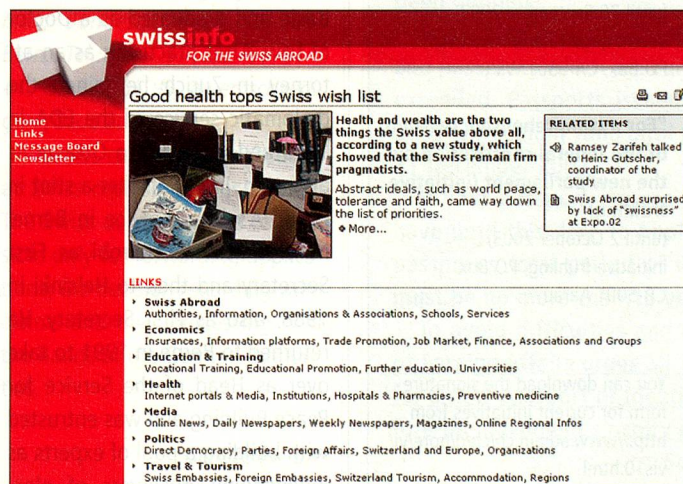 swissinfo
FOR THE SWISS ABROAD
Good health tops Swiss wish list
Home
Links
Message Board
Newsletter
Health and wealth are the two
things the Swiss value above all,
according to a new study, which
showed that the Swiss remain firm
pragmatists.
Abstract ideals, such as world peace,
tolerance and faith, came way down
the list of priorities.
More...
RELATED ITEMS
Ramsey Zarifeh talked
to Heinz Gutscher,
coordinator of the
study
Swiss Abroad surprised
by lack of "swissness"
at Expo.02
LINKS
Swiss Abroad
Authorities, Information, Organisations & Associations, Schools, Services
Economics
Insurances, Information platforms, Trade Promotion, Job Market, Finance, Associations and Groups
Education & Training
Vocational Training, Educational Promotion, Further education, Universities
Health
Internet portals & Media, Institutions, Hospitals & Pharmacies, Preventive medicine
Media
Online News, Daily Newspapers, Weekly Newspapers, Magazines, Online Regional Infos
Politics
Direct Democracy, Parties, Foreign Affairs, Switzerland and Europe, Organizations
Travel & Tourism
Swiss Embassies, Foreign Embassies, Switzerland Tourism, Accommodation, Regions